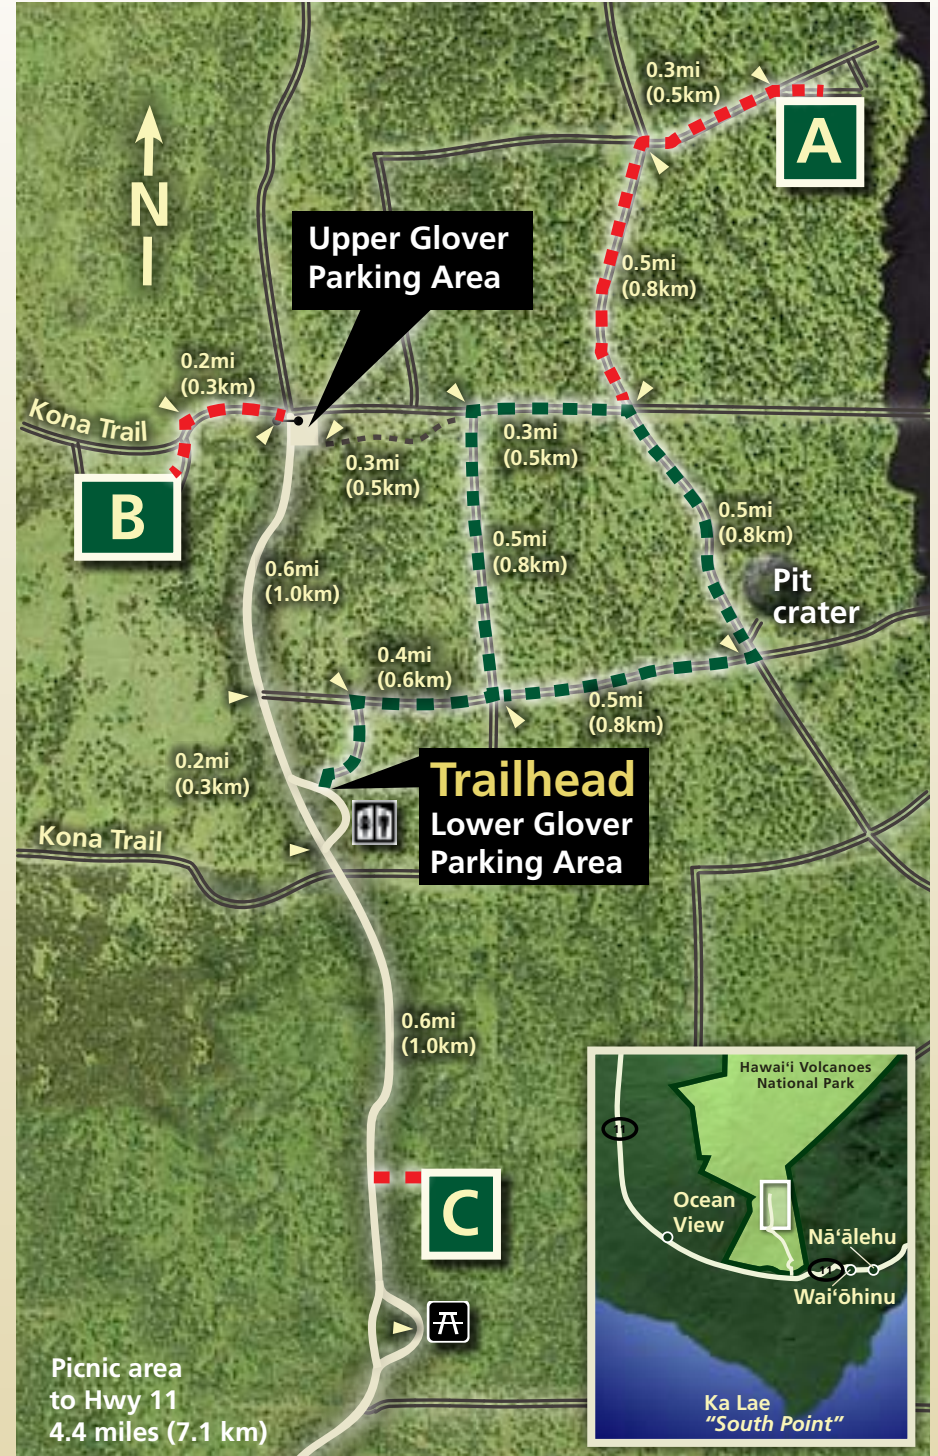 0.3mi
(0.5km)
A
N
Upper Glover
Parking Area
0.5mi
(0.8km)
0.2mi
(0.3km)
Kona Trail
0.3mi
(0.5km)
0.3mi
(0.5km)
B
0.5mi
(0.8km)
0.5mi
(0.8km)
0.6mi
(1.0km)
Pit
crater
0.4mi
(0.6km)
0.5mi
(0.8km)
0.2mi
(0.3km)
Trailhead
Lower Glover
Parking Area
Kona Trail
0.6mi
(1.0km)
C
Hawaiʻi Volcanoes
National Park
11
Ocean
View
Nāʻālehu
11
Waiʻōhinu
Ka Lae
“South Point”
Picnic area
to Hwy 11
4.4 miles (7.1 km)